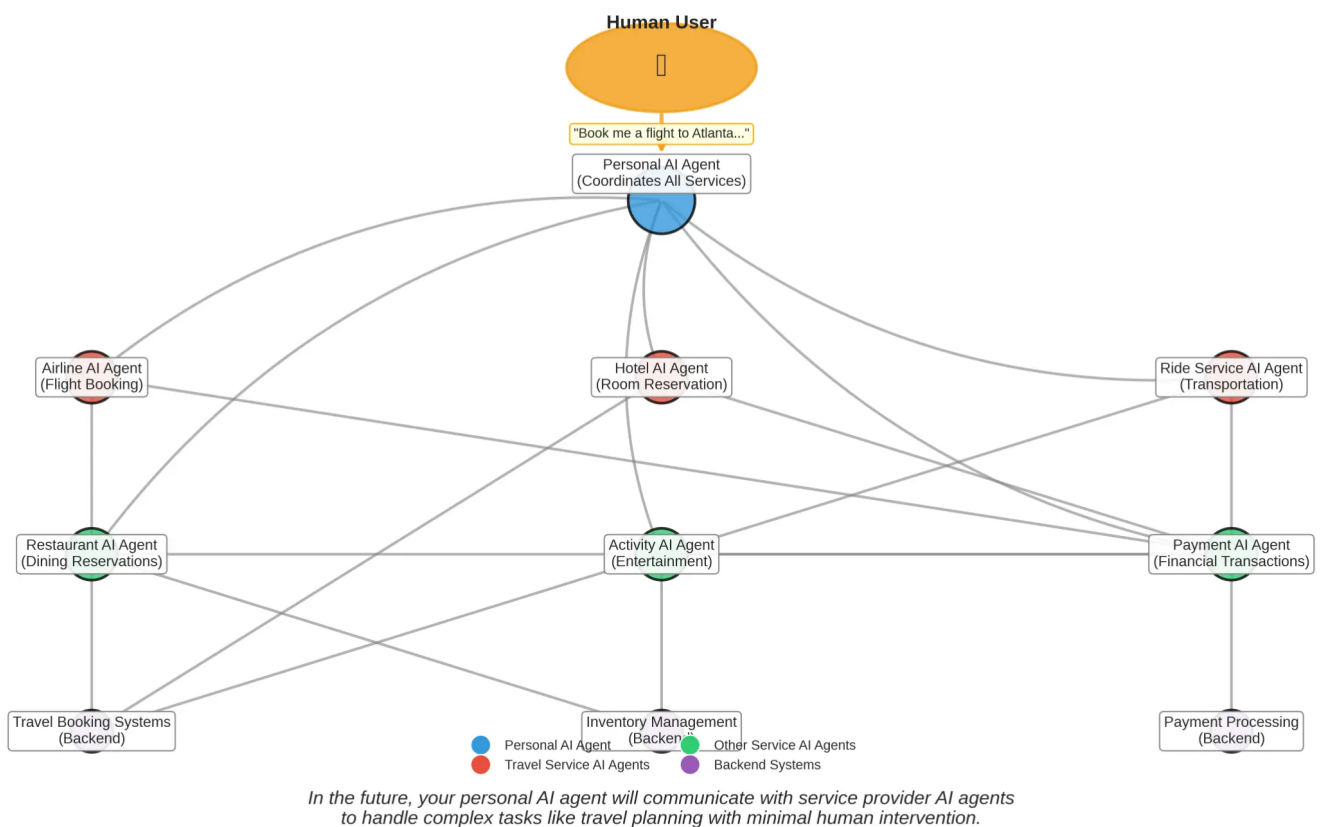 Human User
"Book me a flight to Atlanta..."
Personal AI Agent
(Coordinates All Services)
Airline AI Agent
(Flight Booking)
Hotel AI Agent
(Room Reservation)
Ride Service AI Agent
(Transportation)
Restaurant AI Agent
(Dining Reservations)
Activity AI Agent
(Entertainment)
Payment AI Agent
(Financial Transactions)
Travel Booking Systems
(Backend)
Inventory Management
(Backend)
Payment Processing
(Backend)
Personal AI Agent
Other Service AI Agents
Travel Service AI Agents
Backend Systems
In the future, your personal AI agent will communicate with service provider AI agents
to handle complex tasks like travel planning with minimal human intervention.